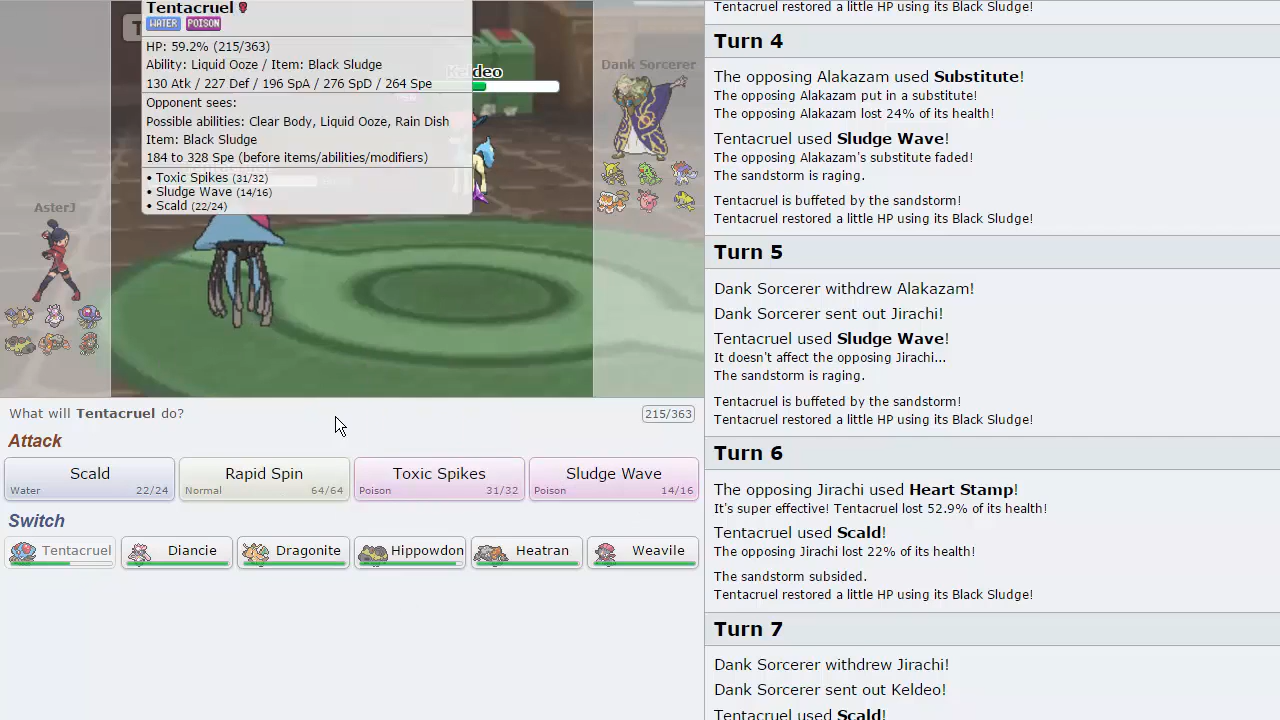 Tentacruel
WATER POISON
HP: 59.2% (215/363)
Ability: Liquid Ooze / Item: Black Sludge
130 Atk / 227 Def / 196 SpA / 276 SpD / 264 Spe
Opponent sees:
Possible abilities: Clear Body, Liquid Ooze, Rain Dish
Item: Black Sludge
184 to 328 Spe (before items/abilities/modifiers)
• Toxic Spikes (31/32)
• Sludge Wave (14/16)
• Scald (22/24)
Keldeo
Dank Sorcerer
AsterJ
What will Tentacruel do?
215/363
Attack
Scald
Water 22/24
Rapid Spin
Normal 64/64
Toxic Spikes
Poison 31/32
Sludge Wave
Poison 14/16
Switch
Tentacruel
Diancie
Dragonite
Hippowdon
Heatran
Weavile
Tentacruel restored a little HP using its Black Sludge!
Turn 4
The opposing Alakazam used Substitute!
The opposing Alakazam put in a substitute!
The opposing Alakazam lost 24% of its health!
Tentacruel used Sludge Wave!
The opposing Alakazam's substitute faded!
The sandstorm is raging.
Tentacruel is buffeted by the sandstorm!
Tentacruel restored a little HP using its Black Sludge!
Turn 5
Dank Sorcerer withdrew Alakazam!
Dank Sorcerer sent out Jirachi!
Tentacruel used Sludge Wave!
It doesn't affect the opposing Jirachi...
The sandstorm is raging.
Tentacruel is buffeted by the sandstorm!
Tentacruel restored a little HP using its Black Sludge!
Turn 6
The opposing Jirachi used Heart Stamp!
It's super effective! Tentacruel lost 52.9% of its health!
Tentacruel used Scald!
The opposing Jirachi lost 22% of its health!
The sandstorm subsided.
Tentacruel restored a little HP using its Black Sludge!
Turn 7
Dank Sorcerer withdrew Jirachi!
Dank Sorcerer sent out Keldeo!
Tentacruel used Scald!